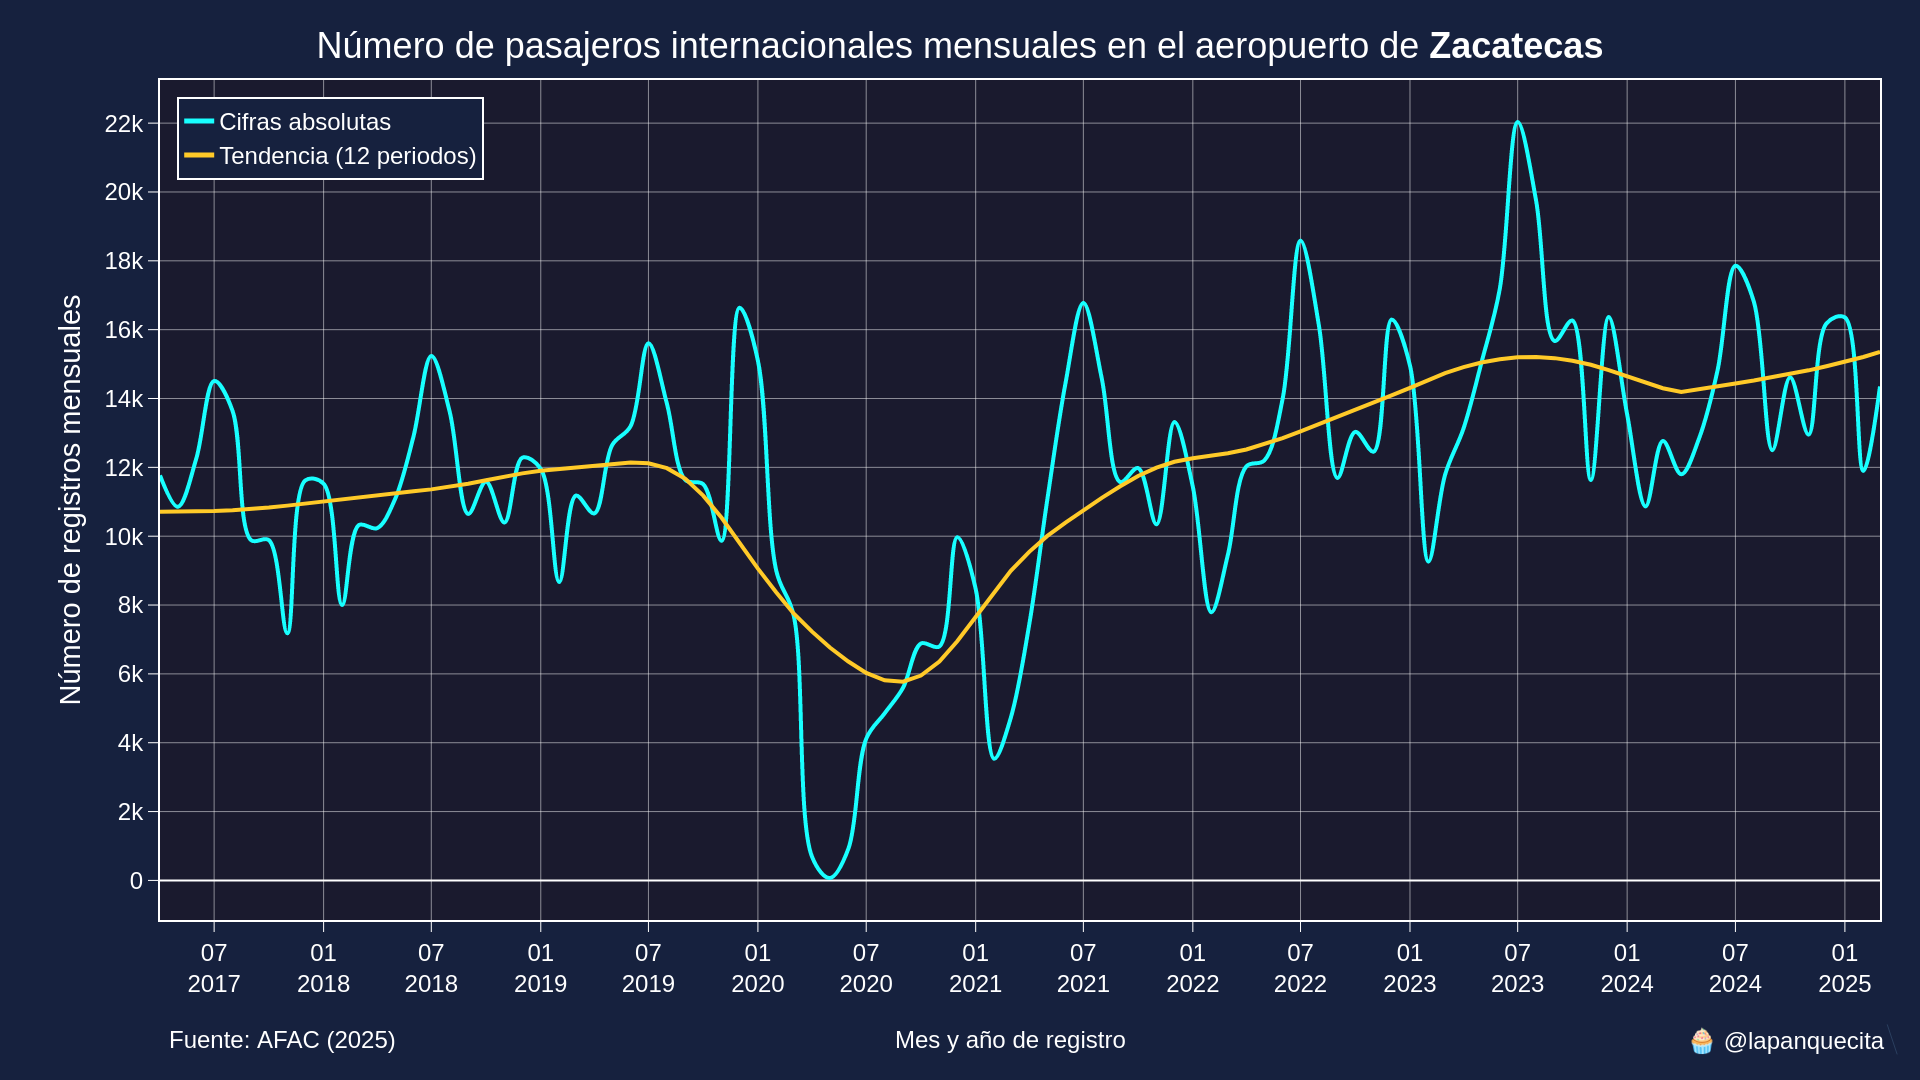 Número de pasajeros internacionales mensuales en el aeropuerto de Zacatecas
Cifras absolutas
Tendencia (12 periodos)
Número de registros mensuales
22k
20k
18k
16k
14k
12k
10k
8k
6k
4k
2k
0
07 01 07 01 07 01 07 01 07 01 07 01 07 01 07 01
2017 2018 2018 2019 2019 2020 2020 2021 2021 2022 2022 2023 2023 2024 2024 2025
Fuente: AFAC (2025)
Mes y año de registro
🧁 @lapanquecita